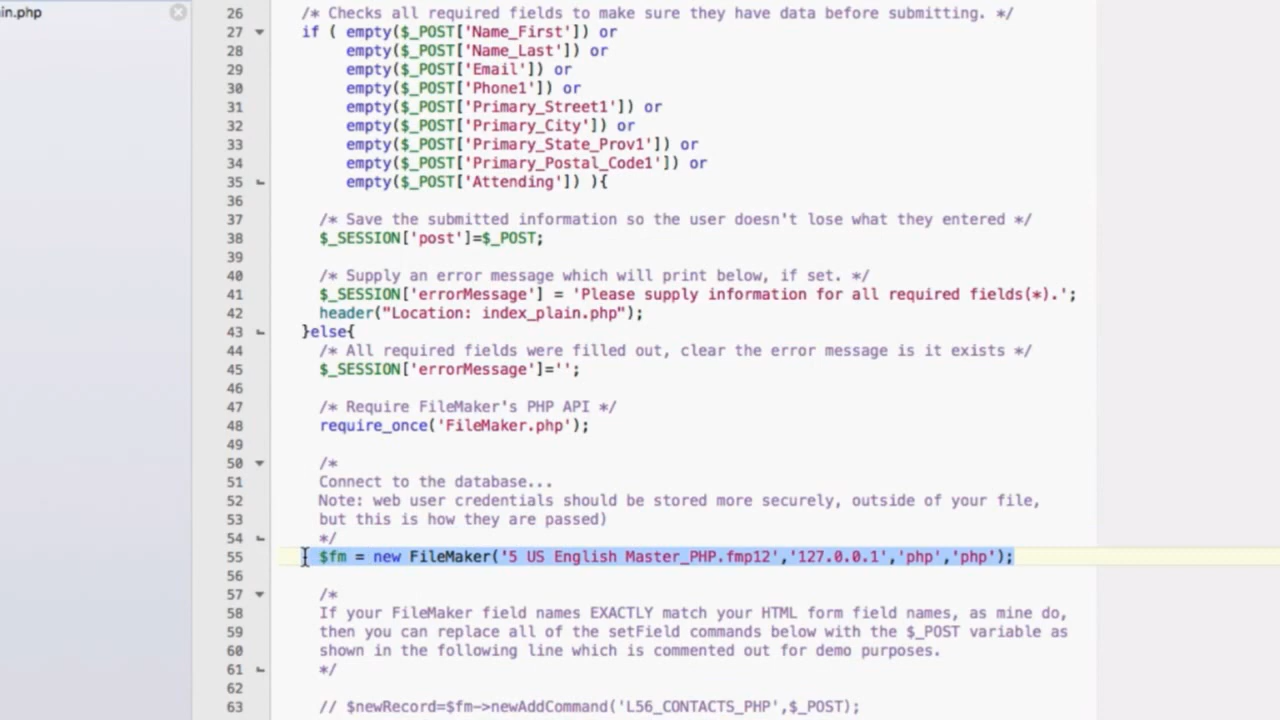 in.php
26 /* Checks all required fields to make sure they have data before submitting. */
27 if ( empty($_POST['Name_First']) or
28 empty($_POST['Name_Last']) or
29 empty($_POST['Email']) or
30 empty($_POST['Phone1']) or
31 empty($_POST['Primary_Street1']) or
32 empty($_POST['Primary_City']) or
33 empty($_POST['Primary_State_Prov1']) or
34 empty($_POST['Primary_Postal_Code1']) or
35 empty($_POST['Attending']) ){
36
37 /* Save the submitted information so the user doesn't lose what they entered */
38 $_SESSION['post']=$_POST;
39
40 /* Supply an error message which will print below, if set. */
41 $_SESSION['errorMessage'] = 'Please supply information for all required fields(*).';
42 header("Location: index_plain.php");
43 }else{
44 /* All required fields were filled out, clear the error message is it exists */
45 $_SESSION['errorMessage']='';
46
47 /* Require FileMaker's PHP API */
48 require_once('FileMaker.php');
49
50 /*
51 Connect to the database...
52 Note: web user credentials should be stored more securely, outside of your file,
53 but this is how they are passed)
54 */
55 $fm = new FileMaker('5 US English Master_PHP.fmp12','127.0.0.1','php','php');
56
57 /*
58 If your FileMaker field names EXACTLY match your HTML form field names, as mine do,
59 then you can replace all of the setField commands below with the $_POST variable as
60 shown in the following line which is commented out for demo purposes.
61 */
62
63 // $newRecord=$fm->newAddCommand('L56_CONTACTS_PHP',$_POST);